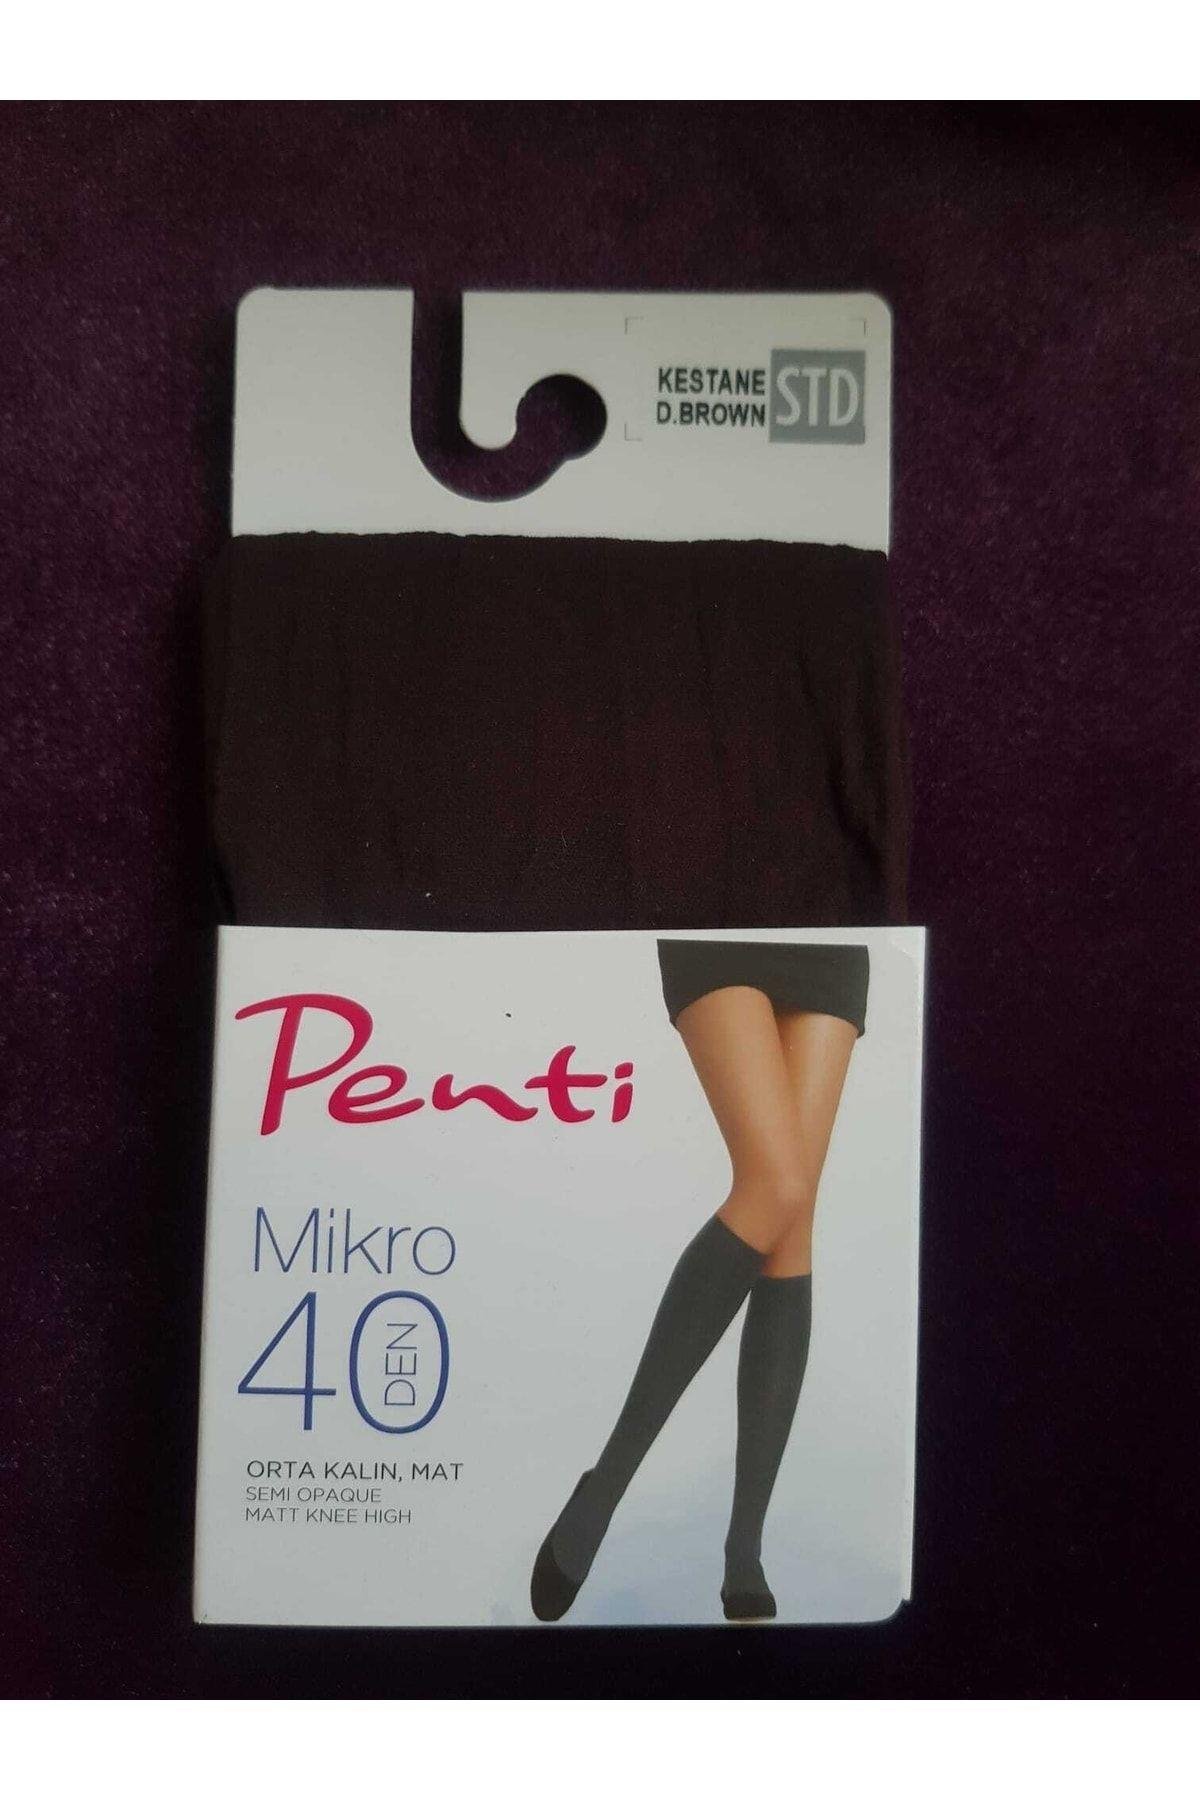 KESTANE STD
D.BROWN
Penti
Mikro
40 DEN
ORTA KALIN, MAT
SEMI OPAQUE
MATT KNEE HIGH